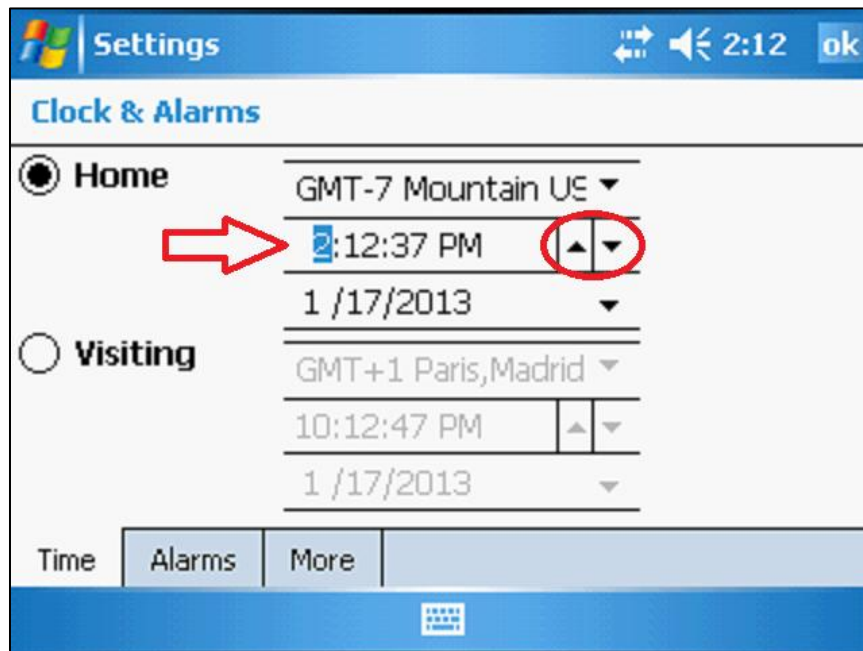 Settings 2:12 ok
Clock & Alarms
Home
GMT-7 Mountain US
2:12:37 PM
1 /17/2013
Visiting
GMT+1 Paris,Madrid
10:12:47 PM
1 /17/2013
Time Alarms More